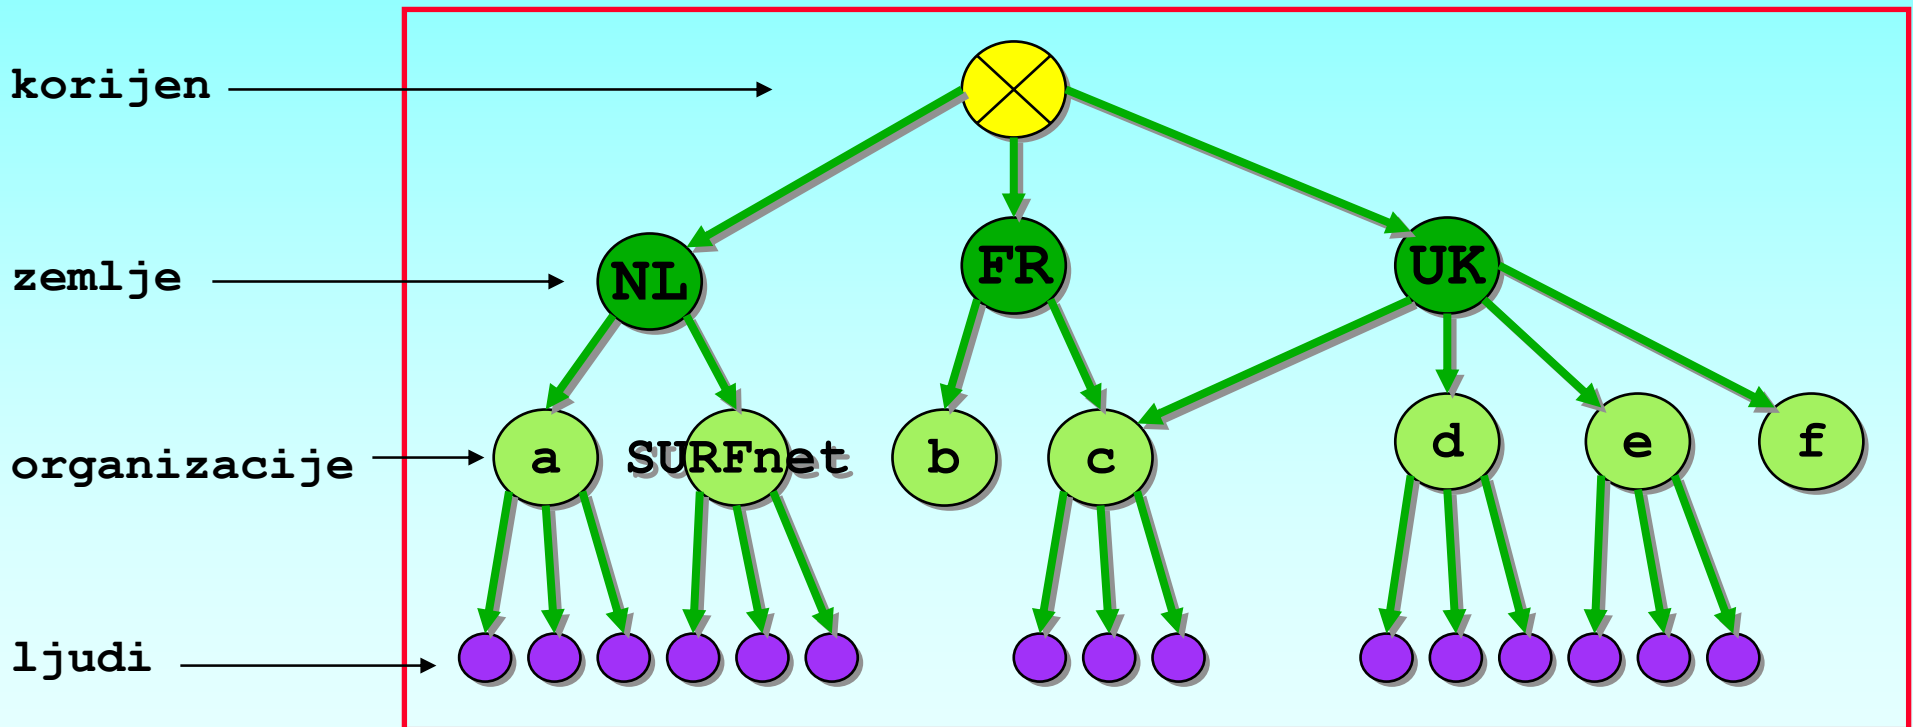 korijen
zemlje
NL
FR
UK
organizacije
a
SURFnet
b
c
d
e
f
ljudi